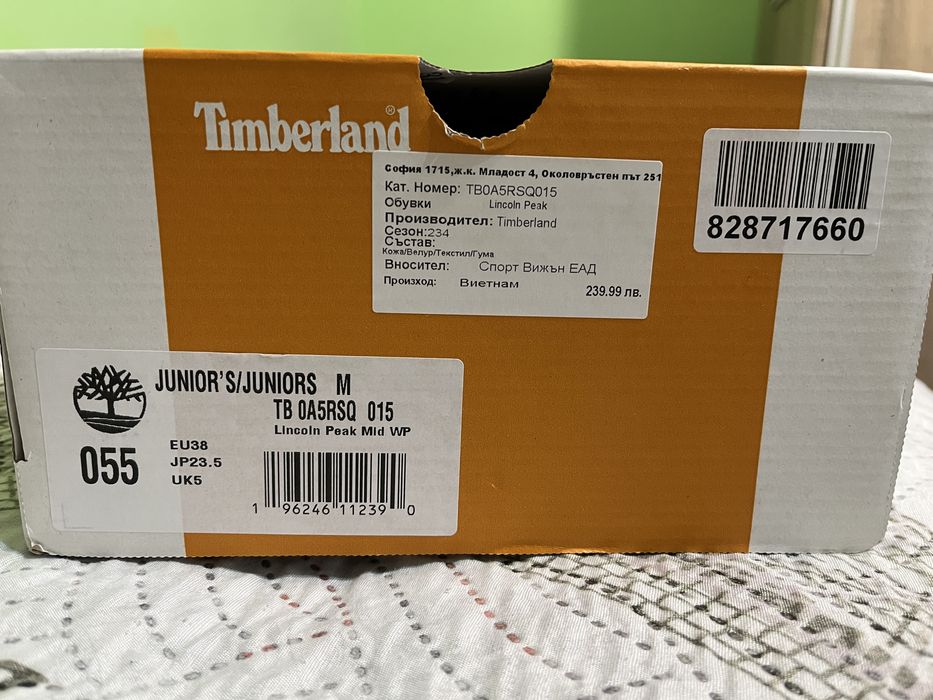 Timberland®
София 1715,ж.к. Младост 4, Околовръстен път 251
Кат. Номер: TB0A5RSQ015
Обувки Lincoln Peak
Производител: Timberland
Сезон:234
Състав:
Кожа/Велур/Текстил/Гума
Вносител: Спорт Вижън ЕАД
Произход: Виетнам
239.99 лв.
828717660
JUNIOR'S/JUNIORS M
TB 0A5RSQ 015
Lincoln Peak Mid WP
055
EU38
JP23.5
UK5
1 96246 11239 0